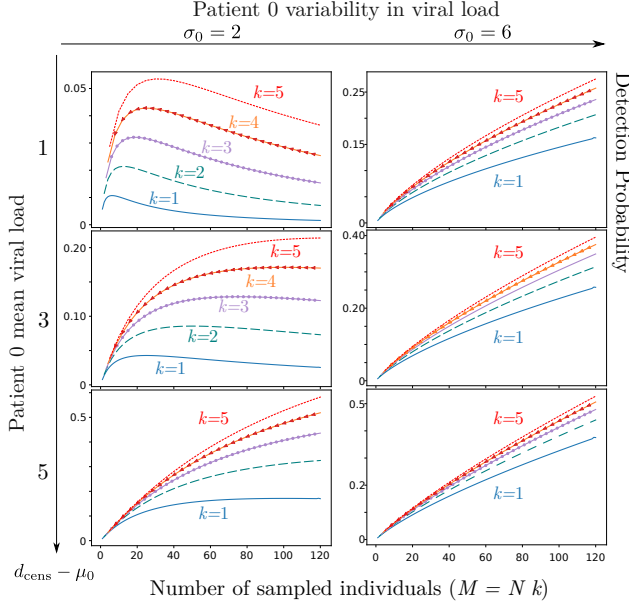 Patient 0 variability in viral load
σ₀ = 2 σ₀ = 6
Patient 0 mean viral load
1
3
5
d_cens − μ₀
Detection Probability
0.05
0
k=5
k=4
k=3
k=2
k=1
0.25
0.15
0
k=5
k=1
0.20
0.10
0
k=5
k=4
k=3
k=2
k=1
0.40
0.20
0
k=5
k=1
0.5
0
k=5
k=4
k=3
k=2
k=1
0 20 40 60 80 100 120
0.5
0.2
0
k=5
k=1
0 20 40 60 80 100 120
Number of sampled individuals (M = N k)